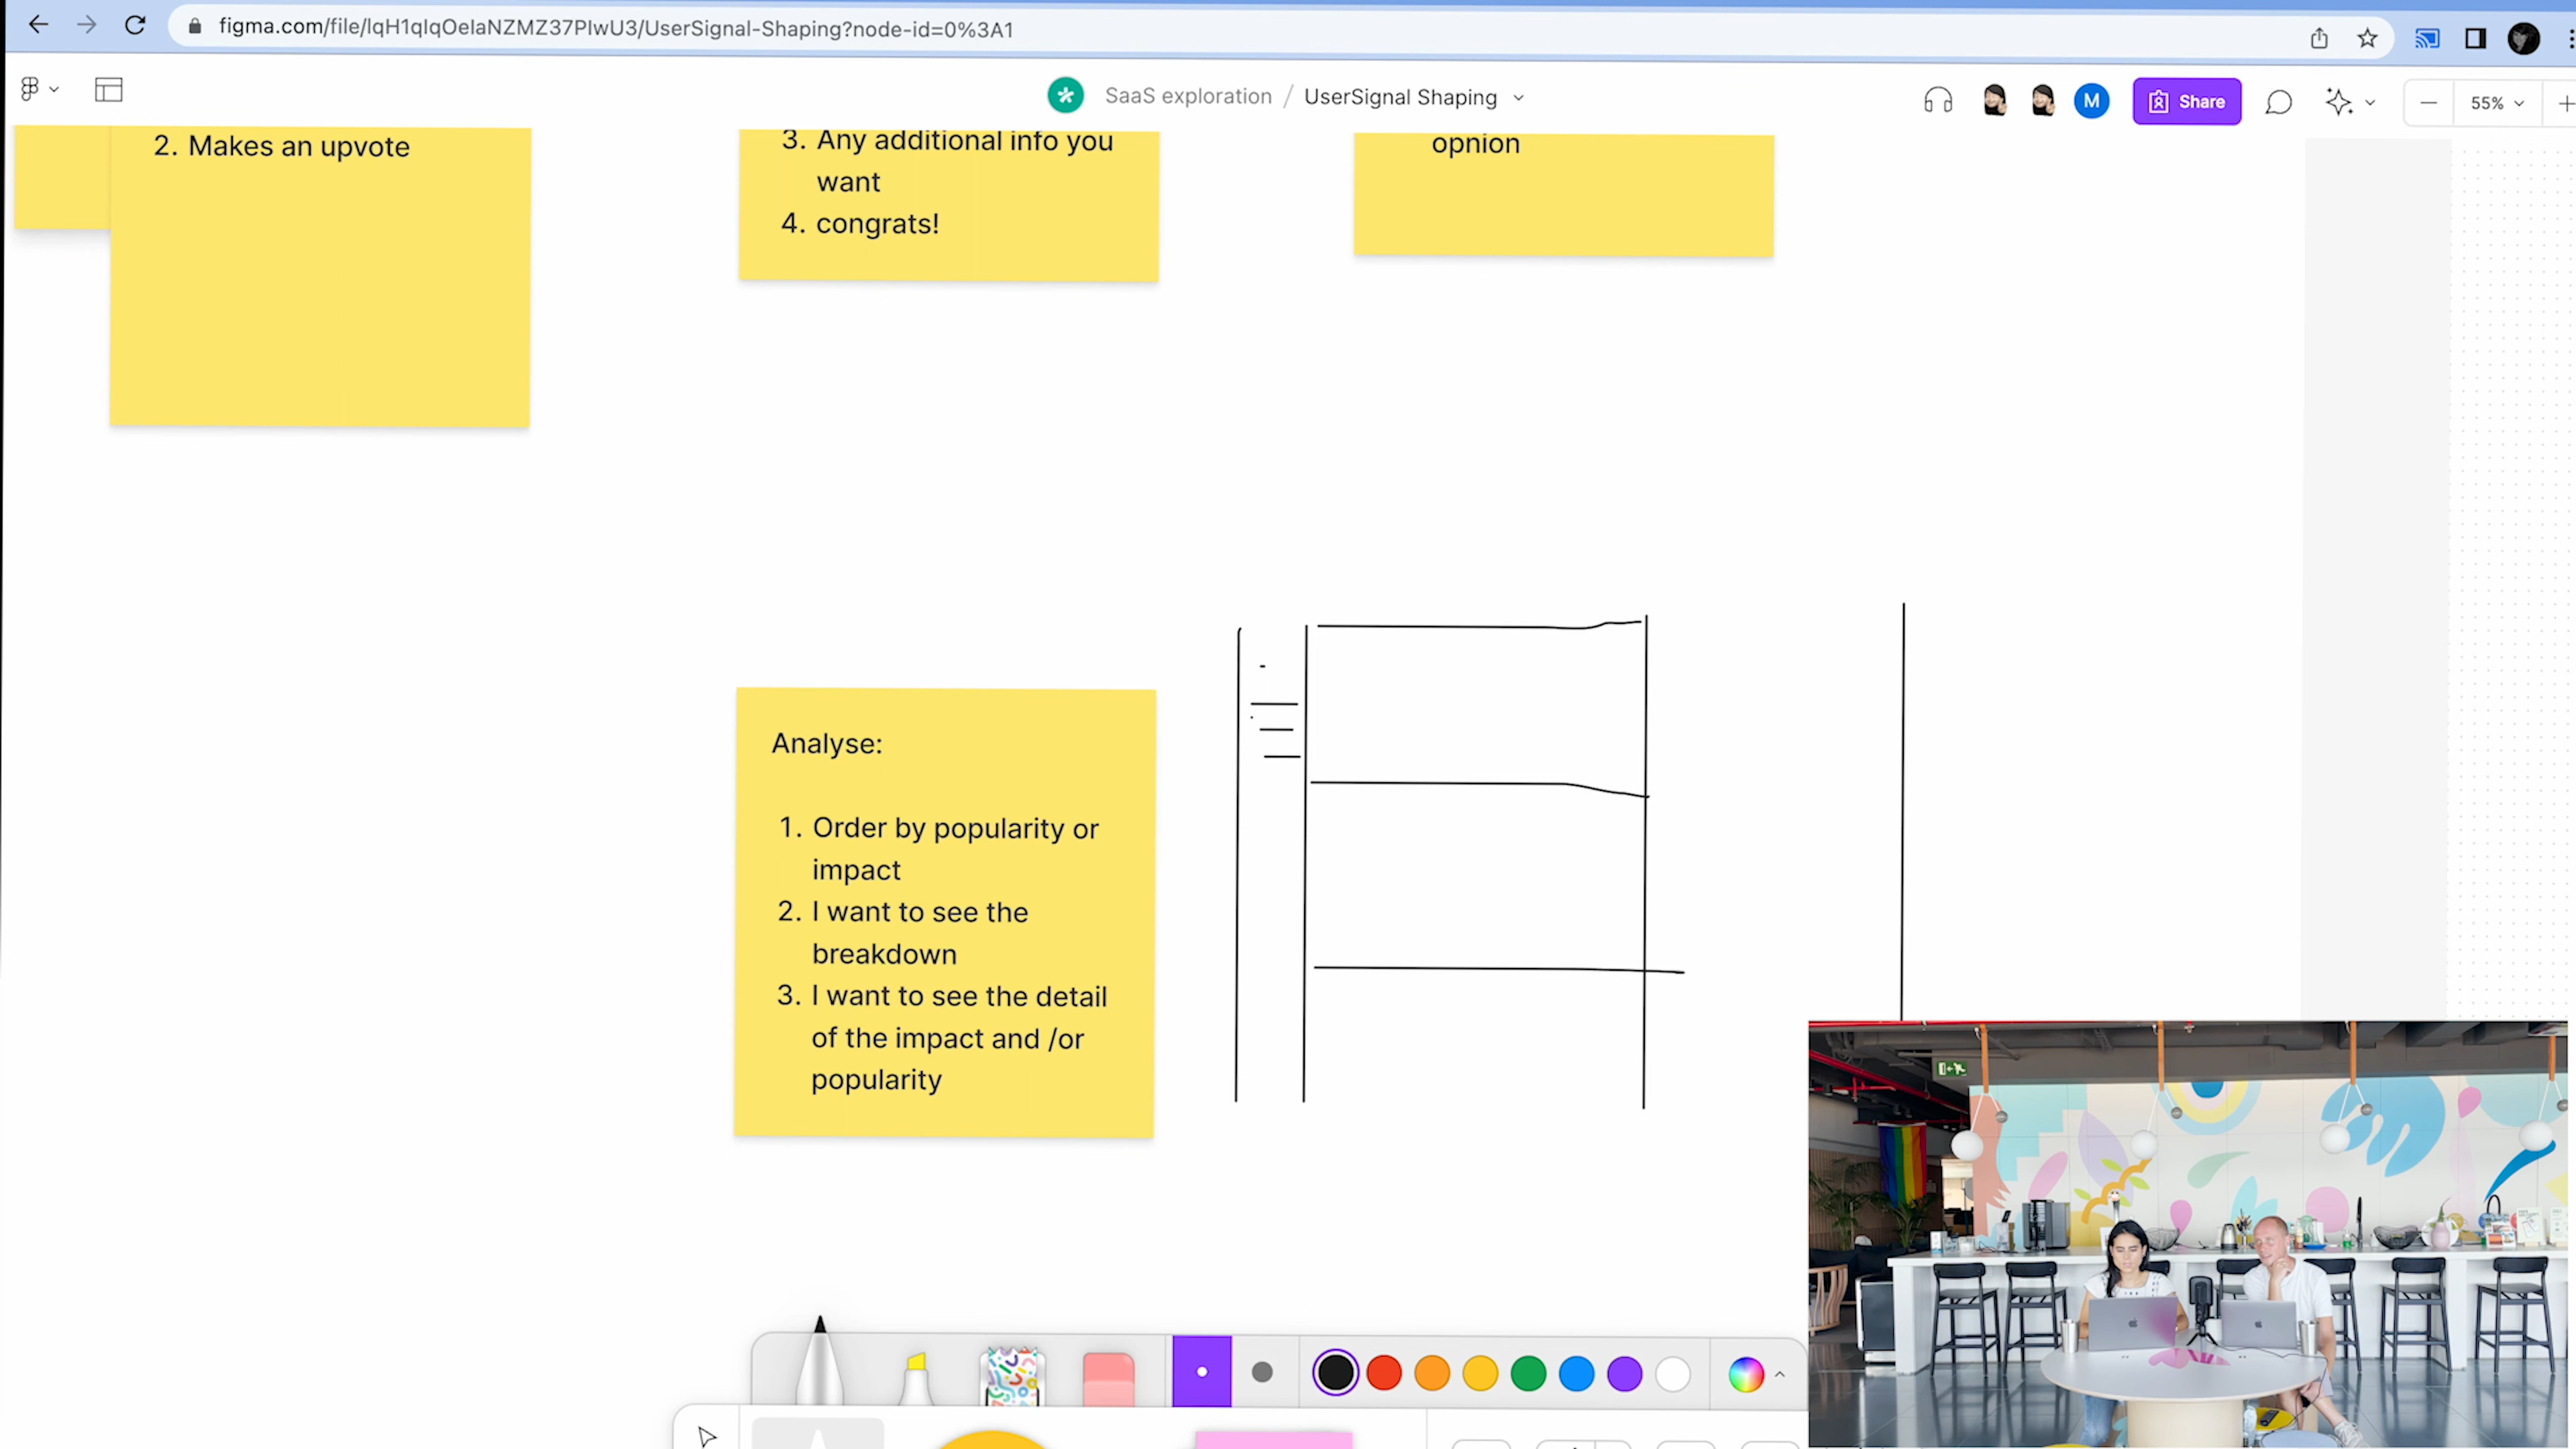 figma.com/file/lqH1qIqOelaNZMZ37PIwU3/UserSignal-Shaping?node-id=0%3A1
SaaS exploration / UserSignal Shaping
M
Share
55%
2. Makes an upvote
3. Any additional info you
want
4. congrats!
opnion
Analyse:
1. Order by popularity or
impact
2. I want to see the
breakdown
3. I want to see the detail
of the impact and /or
popularity